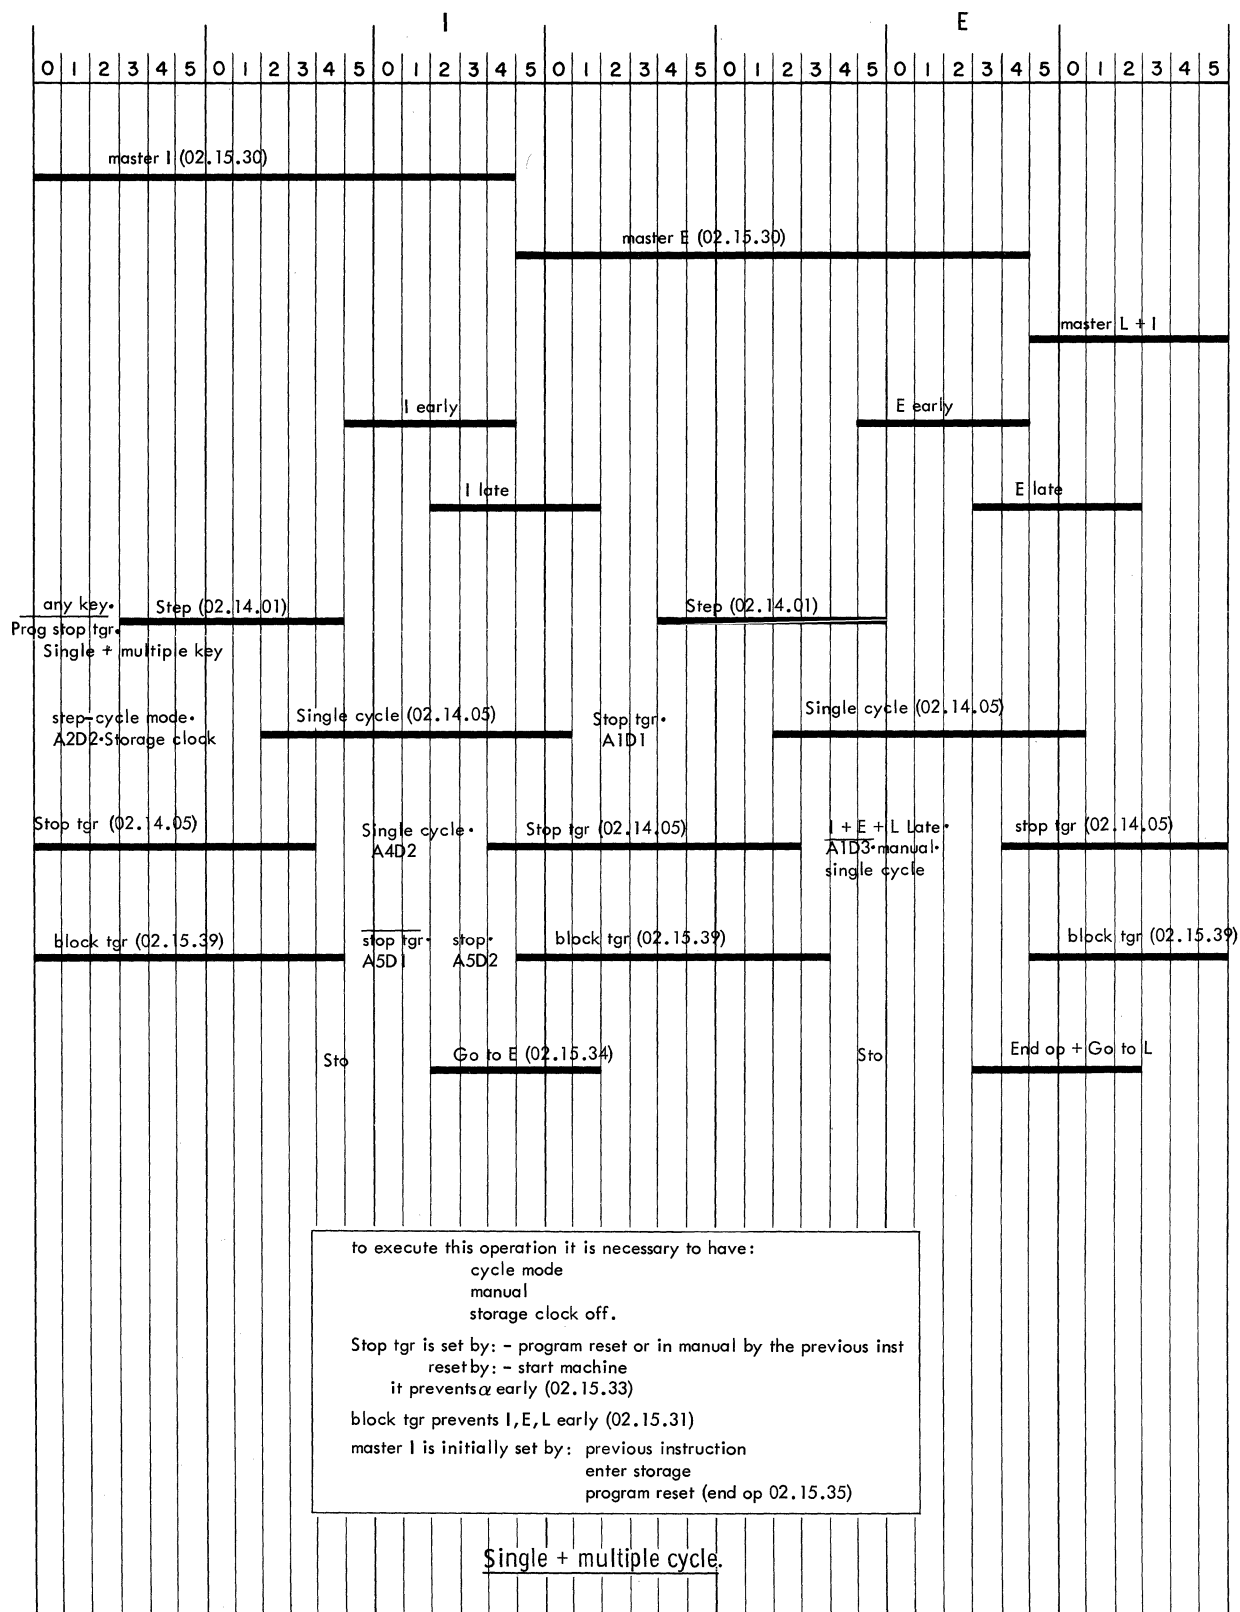 I E
0 1 2 3 4 5 0 1 2 3 4 5 0 1 2 3 4 5 0 1 2 3 4 5 0 1 2 3 4 5 0 1 2 3 4 5 0 1 2 3 4 5
master I (02.15.30)
master E (02.15.30)
master L + I
I early
E early
I late
E late
any key•
Prog stop tgr•
Single + multiple key
Step (02.14.01)
Step (02.14.01)
step-cycle mode•
A2D2•Storage clock
Single cycle (02.14.05)
Stop tgr•
A1D1
Single cycle (02.14.05)
Stop tgr (02.14.05)
Single cycle•
A4D2
Stop tgr (02.14.05)
I + E + L Late•
A1D3•manual•
single cycle
stop tgr (02.14.05)
block tgr (02.15.39)
stop tgr•
A5D1
stop•
A5D2
block tgr (02.15.39)
block tgr (02.15.39)
Sto
Go to E (02.15.34)
Sto
End op + Go to L
to execute this operation it is necessary to have:
cycle mode
manual
storage clock off.
Stop tgr is set by: - program reset or in manual by the previous inst
reset by: - start machine
it prevents α early (02.15.33)
block tgr prevents I,E,L early (02.15.31)
master I is initially set by: previous instruction
enter storage
program reset (end op 02.15.35)
Single + multiple cycle.